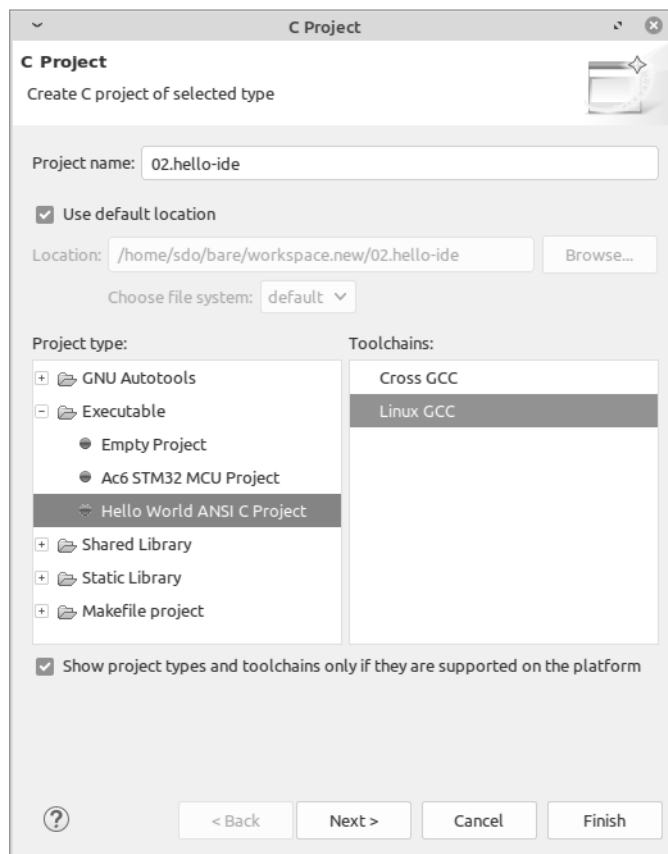 C Project
C Project
Create C project of selected type
Project name: 02.hello-ide
Use default location
Location: /home/sdo/bare/workspace.new/02.hello-ide Browse...
Choose file system: default
Project type: Toolchains:
GNU Autotools Cross GCC
Executable Linux GCC
Empty Project
Ac6 STM32 MCU Project
Hello World ANSI C Project
Shared Library
Static Library
Makefile project
Show project types and toolchains only if they are supported on the platform
? < Back Next > Cancel Finish